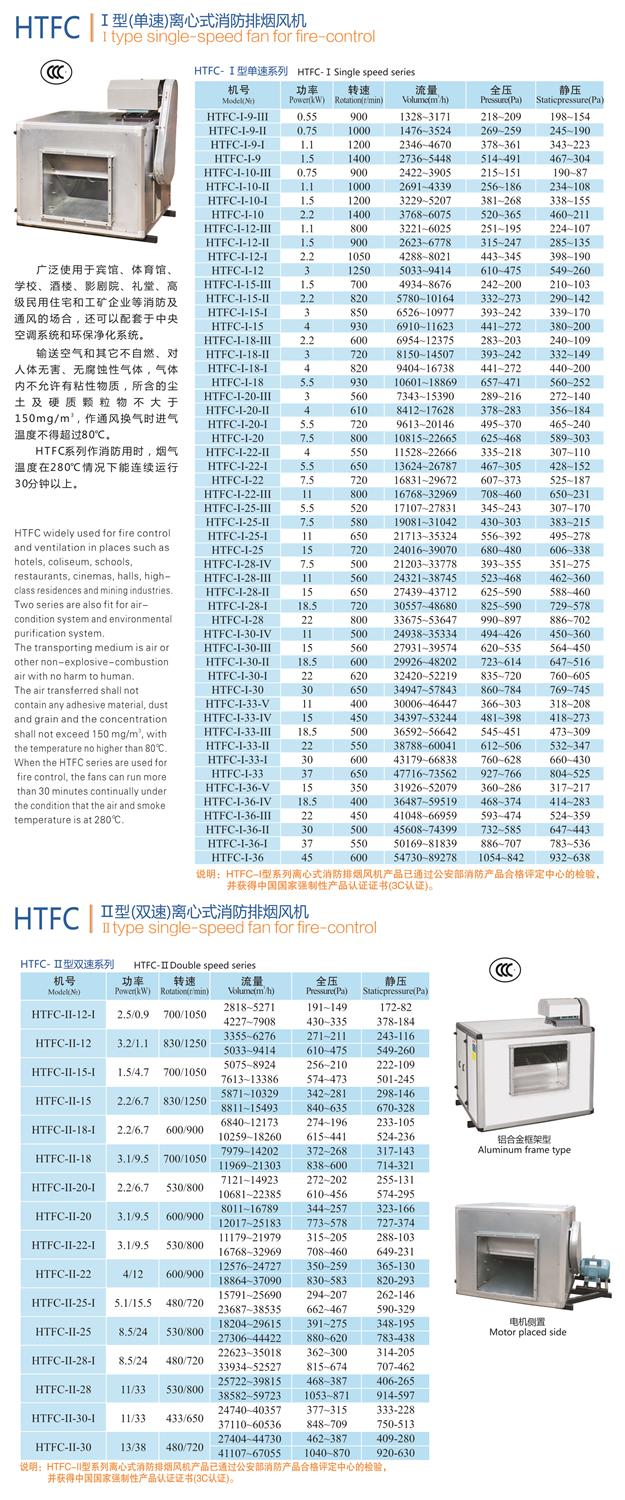 HTFC
Ⅰ型(单速)离心式消防排烟风机
Ⅰtype single-speed fan for fire-control
CCC
HTFC-Ⅰ型单速系列 HTFC-Ⅰ Single speed series
机号 功率 转速 流量 全压 静压
Model(№) Power(kW) Rotation(r/min) Volume(m³/h) Pressure(Pa) Staticpressure(Pa)
HTFC-I-9-III 0.55 900 1328~3171 218~209 198~154
HTFC-I-9-II 0.75 1000 1476~3524 269~259 245~190
HTFC-I-9-I 1.1 1200 2346~4670 378~361 343~223
HTFC-I-9 1.5 1400 2736~5448 514~491 467~304
HTFC-I-10-III 0.75 900 2422~3905 215~151 190~87
HTFC-I-10-II 1.1 1000 2691~4339 256~186 234~108
HTFC-I-10-I 1.5 1200 3229~5207 381~268 338~155
HTFC-I-10 2.2 1400 3768~6075 520~365 460~211
HTFC-I-12-III 1.1 800 3221~6025 251~195 224~107
HTFC-I-12-II 1.5 900 2623~6778 315~247 285~135
HTFC-I-12-I 2.2 1050 4288~8021 443~345 398~190
HTFC-I-12 3 1250 5033~9414 610~475 549~260
HTFC-I-15-III 1.5 700 4934~8676 242~200 210~103
HTFC-I-15-II 2.2 820 5780~10164 332~273 290~142
HTFC-I-15-I 3 850 6526~10977 393~242 339~170
HTFC-I-15 4 930 6910~11623 441~272 380~200
HTFC-I-18-III 2.2 600 6954~12375 283~203 240~109
HTFC-I-18-II 3 720 8150~14507 393~242 332~149
HTFC-I-18-I 4 820 9404~16738 441~272 440~200
HTFC-I-18 5.5 930 10601~18869 657~471 560~252
HTFC-I-20-III 3 560 7343~15390 289~216 272~140
HTFC-I-20-II 4 610 8412~17628 378~283 356~184
HTFC-I-20-I 5.5 720 9613~20146 495~370 465~240
HTFC-I-20 7.5 800 10815~22665 625~468 589~303
HTFC-I-22-II 4 550 11528~22666 335~218 307~110
HTFC-I-22-I 5.5 650 13624~26787 467~305 428~152
HTFC-I-22 7.5 720 16831~29672 607~373 525~187
HTFC-I-22-III 11 800 16768~32969 708~460 650~231
HTFC-I-25-III 5.5 520 17107~27831 345~243 307~170
HTFC-I-25-II 7.5 580 19081~31042 430~303 383~215
HTFC-I-25-I 11 650 21713~35324 556~392 495~278
HTFC-I-25 15 720 24016~39070 680~480 606~338
HTFC-I-28-IV 7.5 500 21203~33778 393~355 351~275
HTFC-I-28-III 11 560 24321~38745 523~468 462~360
HTFC-I-28-II 15 650 27439~43712 625~590 588~460
HTFC-I-28-I 18.5 720 30557~48680 825~590 729~578
HTFC-I-28 22 800 33675~53647 990~897 886~702
HTFC-I-30-IV 11 500 24938~35334 494~426 450~360
HTFC-I-30-III 15 560 27931~39574 620~535 564~450
HTFC-I-30-II 18.5 600 29926~48202 723~614 647~516
HTFC-I-30-I 22 620 32420~52219 835~720 760~605
HTFC-I-30 30 650 34947~57843 860~784 769~745
HTFC-I-33-V 11 400 30006~46447 366~303 318~208
HTFC-I-33-IV 15 450 34397~53244 481~398 418~273
HTFC-I-33-III 18.5 500 36592~56642 545~451 473~309
HTFC-I-33-II 22 550 38788~60041 612~506 532~347
HTFC-I-33-I 30 600 43179~66838 760~628 660~430
HTFC-I-33 37 650 47716~73562 927~766 804~525
HTFC-I-36-V 15 350 31926~52079 360~286 317~217
HTFC-I-36-IV 18.5 400 36487~59519 468~374 414~283
HTFC-I-36-III 22 450 41048~66959 593~474 524~359
HTFC-I-36-II 30 500 45608~74399 732~585 647~443
HTFC-I-36-I 37 550 50169~81839 886~707 783~536
HTFC-I-36 45 600 54730~89278 1054~842 932~638
说明：HTFC-I型系列离心式消防排烟风机产品已通过公安部消防产品合格评定中心的检验，
并获得中国国家强制性产品认证证书(3C认证)。
广泛使用于宾馆、体育馆、
学校、酒楼、影剧院、礼堂、高
级民用住宅和工矿企业等消防及
通风的场合，还可以配套于中央
空调系统和环保净化系统。
输送空气和其它不自燃、对
人体无害、无腐蚀性气体，气体
内不允许有粘性物质，所含的尘
土及硬质颗粒物不大于
150mg/m³，作通风换气时进气
温度不得超过80℃。
HTFC系列作消防用时，烟气
温度在280℃情况下能连续运行
30分钟以上。
HTFC widely used for fire control
and ventilation in places such as
hotels, coliseum, schools,
restaurants, cinemas, halls, high-
class residences and mining industries.
Two series are also fit for air-
condition system and environmental
purification system.
The transporting medium is air or
other non-explosive-combustion
air with no harm to human.
The air transferred shall not
contain any adhesive material, dust
and grain and the concentration
shall not exceed 150 mg/m³, with
the temperature no higher than 80℃.
When the HTFC series are used for
fire control, the fans can run more
than 30 minutes continually under
the condition that the air and smoke
temperature is at 280℃.
HTFC
Ⅱ型(双速)离心式消防排烟风机
Ⅱtype single-speed fan for fire-control
HTFC-Ⅱ型双速系列 HTFC-ⅡDouble speed series
机号 功率 转速 流量 全压 静压
Model(№) Power(kW) Rotation(r/min) Volume(m³/h) Pressure(Pa) Staticpressure(Pa)
HTFC-II-12-I 2.5/0.9 700/1050 2818~5271 191~149 172-82
4227~7908 430~335 378-184
HTFC-II-12 3.2/1.1 830/1250 3355~6276 271~211 243-116
5033~9414 610~475 549-260
HTFC-II-15-I 1.5/4.7 700/1050 5075~8924 256~210 222-109
7613~13386 574~473 501-245
HTFC-II-15 2.2/6.7 830/1250 5871~10329 342~281 298-146
8811~15493 840~635 670-328
HTFC-II-18-I 2.2/6.7 600/900 6840~12173 274~196 233-105
10259~18260 615~441 524-236
HTFC-II-18 3.1/9.5 700/1050 7979~14202 372~268 317-143
11969~21303 838~600 714-321
HTFC-II-20-I 2.2/6.7 530/800 7121~14923 272~202 255-131
10681~22385 610~456 574-295
HTFC-II-20 3.1/9.5 600/900 8011~16789 344~257 323-166
12017~25183 773~578 727-374
HTFC-II-22-I 3.1/9.5 530/800 11179~21979 315~205 288-103
16768~32969 708~460 649-231
HTFC-II-22 4/12 600/900 12576~24727 350~259 365-130
18864~37090 830~583 820-293
HTFC-II-25-I 5.1/15.5 480/720 15791~25690 294~207 262-146
23687~38535 662~467 590-329
HTFC-II-25 8.5/24 530/800 18204~29615 391~275 348-195
27306~44422 880~620 783-438
HTFC-II-28-I 8.5/24 480/720 22623~35018 362~300 314-205
33934~52527 815~674 707-462
HTFC-II-28 11/33 530/800 25722~39815 468~387 406-265
38582~59723 1053~871 914-597
HTFC-II-30-I 11/33 433/650 24740~40357 377~315 333-228
37110~60536 848~709 750-513
HTFC-II-30 13/38 480/720 27404~44730 462~387 409-280
41107~67055 1040~870 920-630
说明：HTFC-II型系列离心式消防排烟风机产品已通过公安部消防产品合格评定中心的检验，
并获得中国国家强制性产品认证证书(3C认证)。
CCC
铝合金框架型
Aluminum frame type
电机侧置
Motor placed side